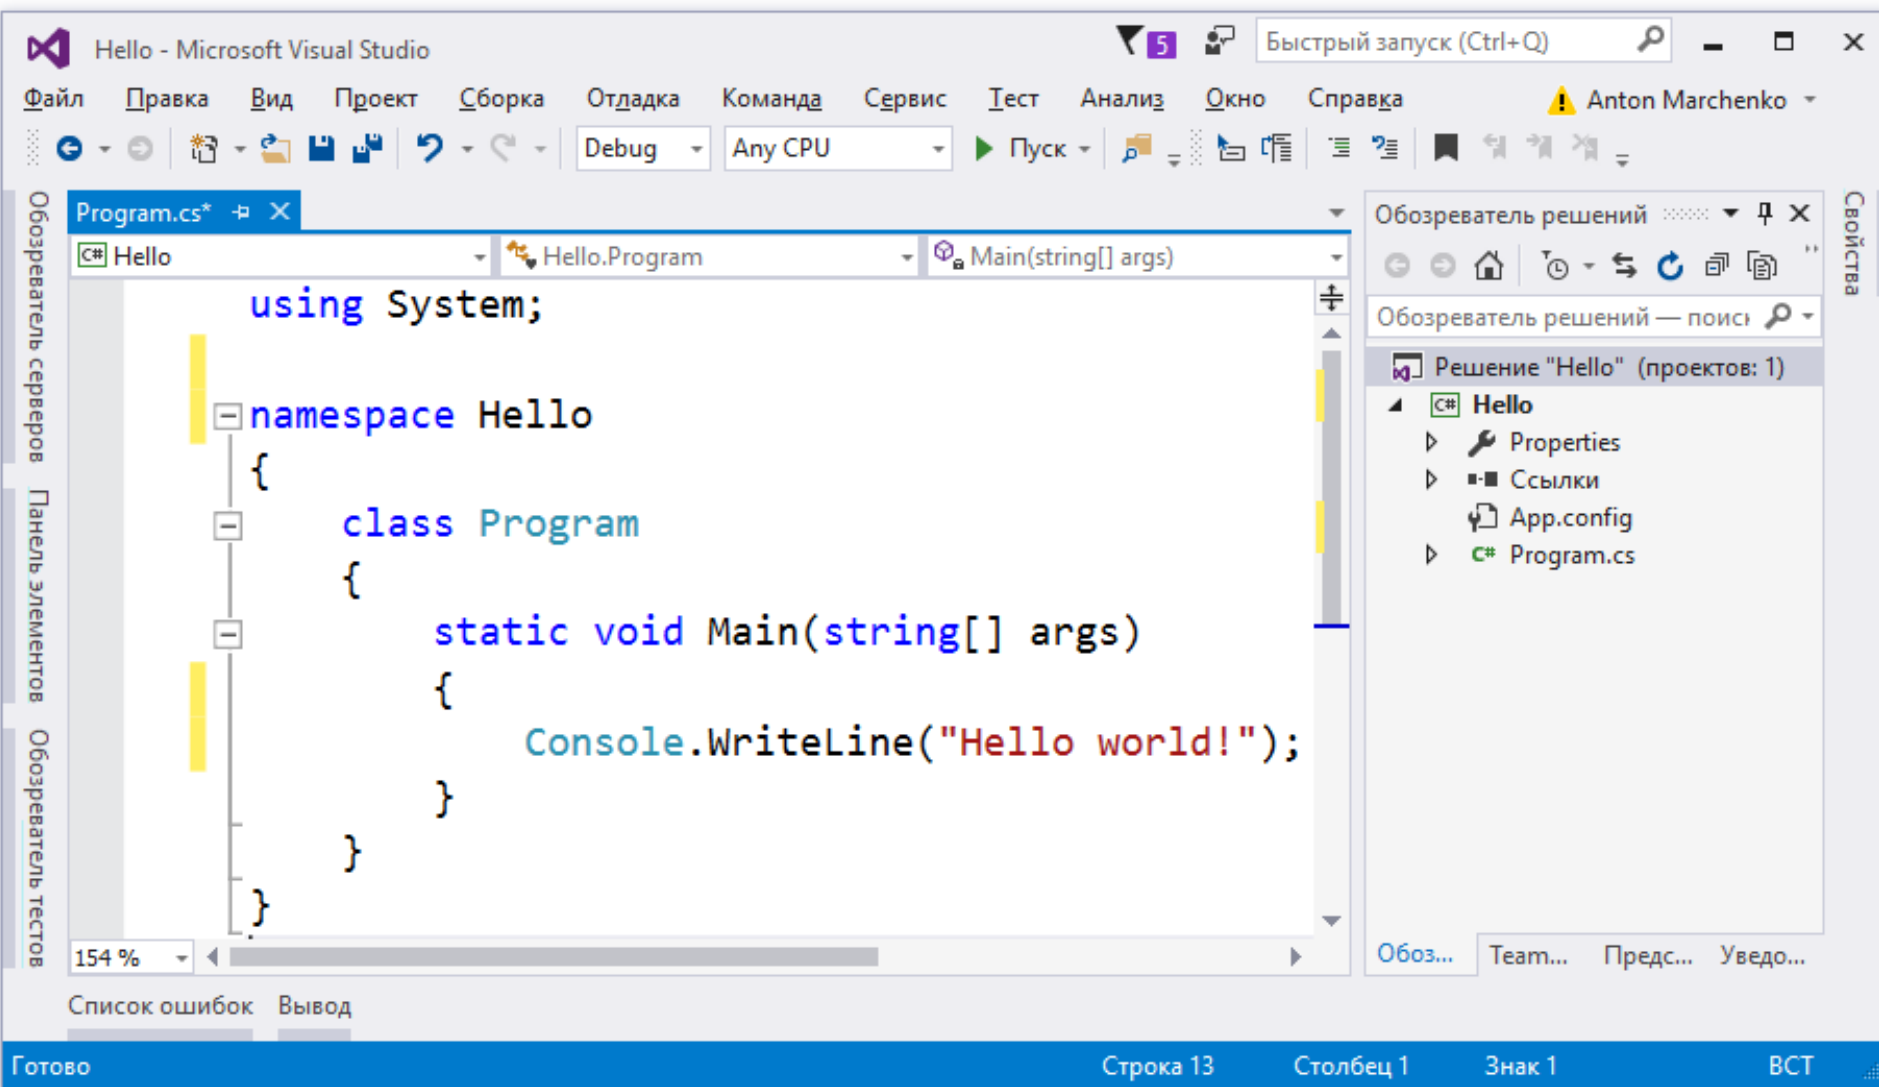 Hello - Microsoft Visual Studio
5
Быстрый запуск (Ctrl+Q)
Файл Правка Вид Проект Сборка Отладка Команда Сервис Тест Анализ Окно Справка Anton Marchenko
Debug Any CPU Пуск
Обозреватель серверов
Панель элементов
Обозреватель тестов
Program.cs*
C# Hello Hello.Program Main(string[] args)
using System;
namespace Hello
{
class Program
{
static void Main(string[] args)
{
Console.WriteLine("Hello world!");
}
}
}
154 %
Обозреватель решений
Обозреватель решений — поиск
Решение "Hello" (проектов: 1)
C# Hello
Properties
Ссылки
App.config
C# Program.cs
Обоз... Team... Предс... Уведо...
Свойства
Список ошибок Вывод
Готово Строка 13 Столбец 1 Знак 1 ВСТ